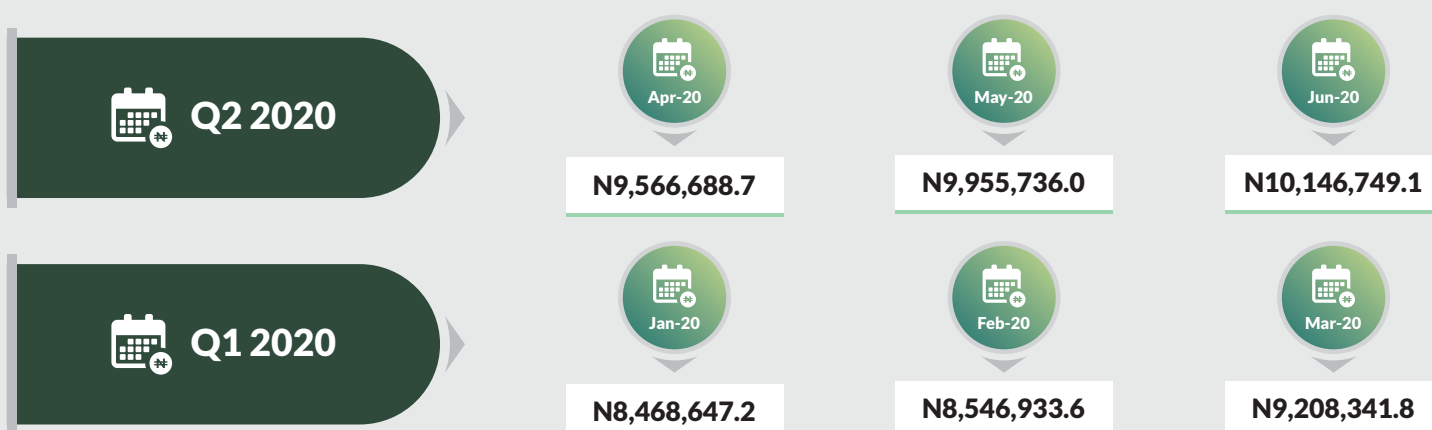 Apr-20
May-20
Jun-20
Q2 2020
N9,566,688.7
N9,955,736.0
N10,146,749.1
Jan-20
Feb-20
Mar-20
Q1 2020
N8,468,647.2
N8,546,933.6
N9,208,341.8